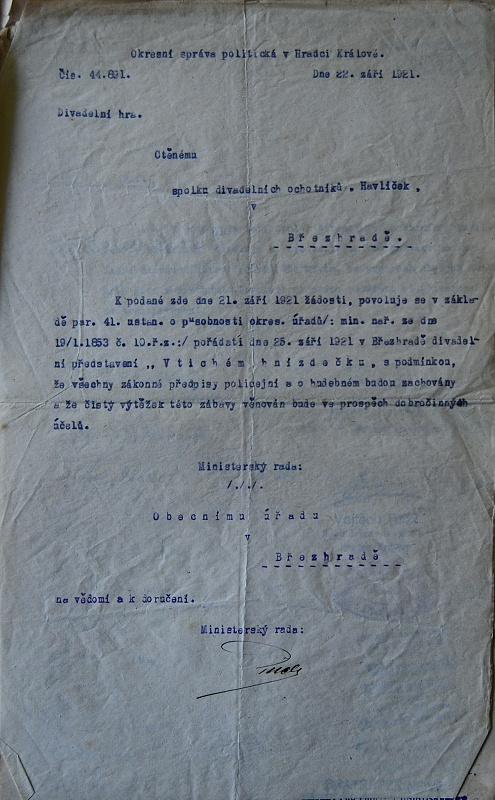 Okresní správa politická v Hradci Králové.
Čís. 44.891. Dne 22. září 1921.
Divadelní hra.
Ctěnému
spolku divadelních ochotníků „ Havlíček „
v
Březhradě.
K podané zde dne 21. září 1921 žádosti, povoluje se v zákla-
dě par. 41. ustan. o působnosti okres. úřadů/: min. nař. ze dne
19/1.1853 č. 10.ř.z.:/ pořádati dne 25. září 1921 v Březhradě divadel-
ní představení ,, V tichém hnízdečku „ s podmínkou,
že všechny zákonné předpisy policejní a o hudebném budou zachovány
a že čistý výtěžek této zábavy věnován bude ve prospěch dobročinných
účelů.
Ministerský rada:
Obecnímu úřadu
v
Březhradě
na vědomí a k doručení.
Ministerský rada: